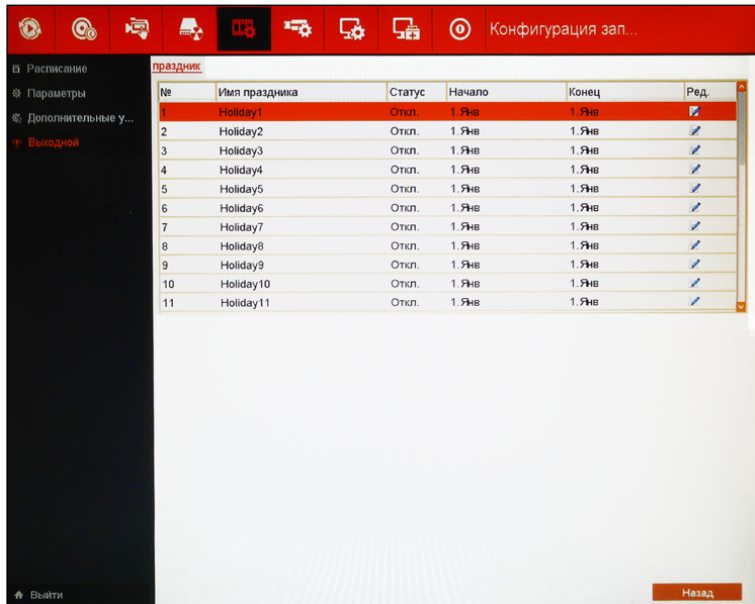 Конфигурация зап...
Расписание
Параметры
Дополнительные у...
Выходной
Выйти
праздник
№ Имя праздника Статус Начало Конец Ред.
1 Holiday1 Откл. 1.Янв 1.Янв
2 Holiday2 Откл. 1.Янв 1.Янв
3 Holiday3 Откл. 1.Янв 1.Янв
4 Holiday4 Откл. 1.Янв 1.Янв
5 Holiday5 Откл. 1.Янв 1.Янв
6 Holiday6 Откл. 1.Янв 1.Янв
7 Holiday7 Откл. 1.Янв 1.Янв
8 Holiday8 Откл. 1.Янв 1.Янв
9 Holiday9 Откл. 1.Янв 1.Янв
10 Holiday10 Откл. 1.Янв 1.Янв
11 Holiday11 Откл. 1.Янв 1.Янв
Назад